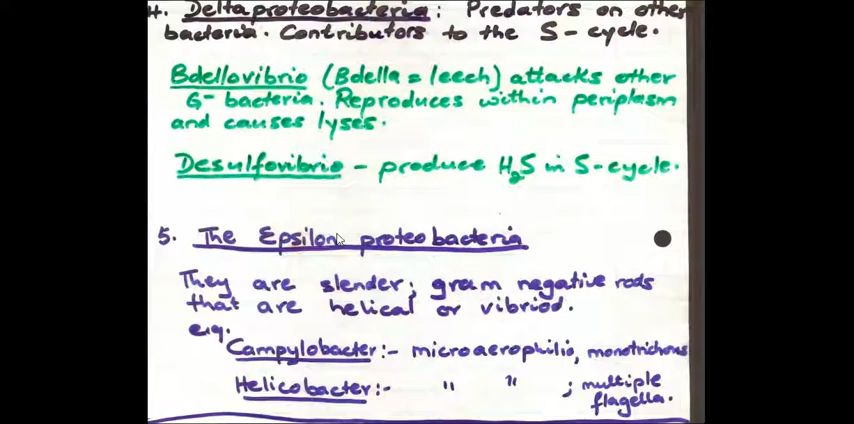 4. Deltaproteobacteria: Predators on other
bacteria. Contributors to the S-cycle.
Bdellovibrio (Bdella = leech) attacks other
G- bacteria. Reproduces within periplasm
and causes lyses.
Desulfovibrio - produce H2S in S-cycle.
5. The Epsilon proteobacteria
They are slender; gram negative rods
that are helical or vibriod.
e.g.
Campylobacter:- microaerophilic, monotrichous
Helicobacter:- " " ; multiple
flagella.